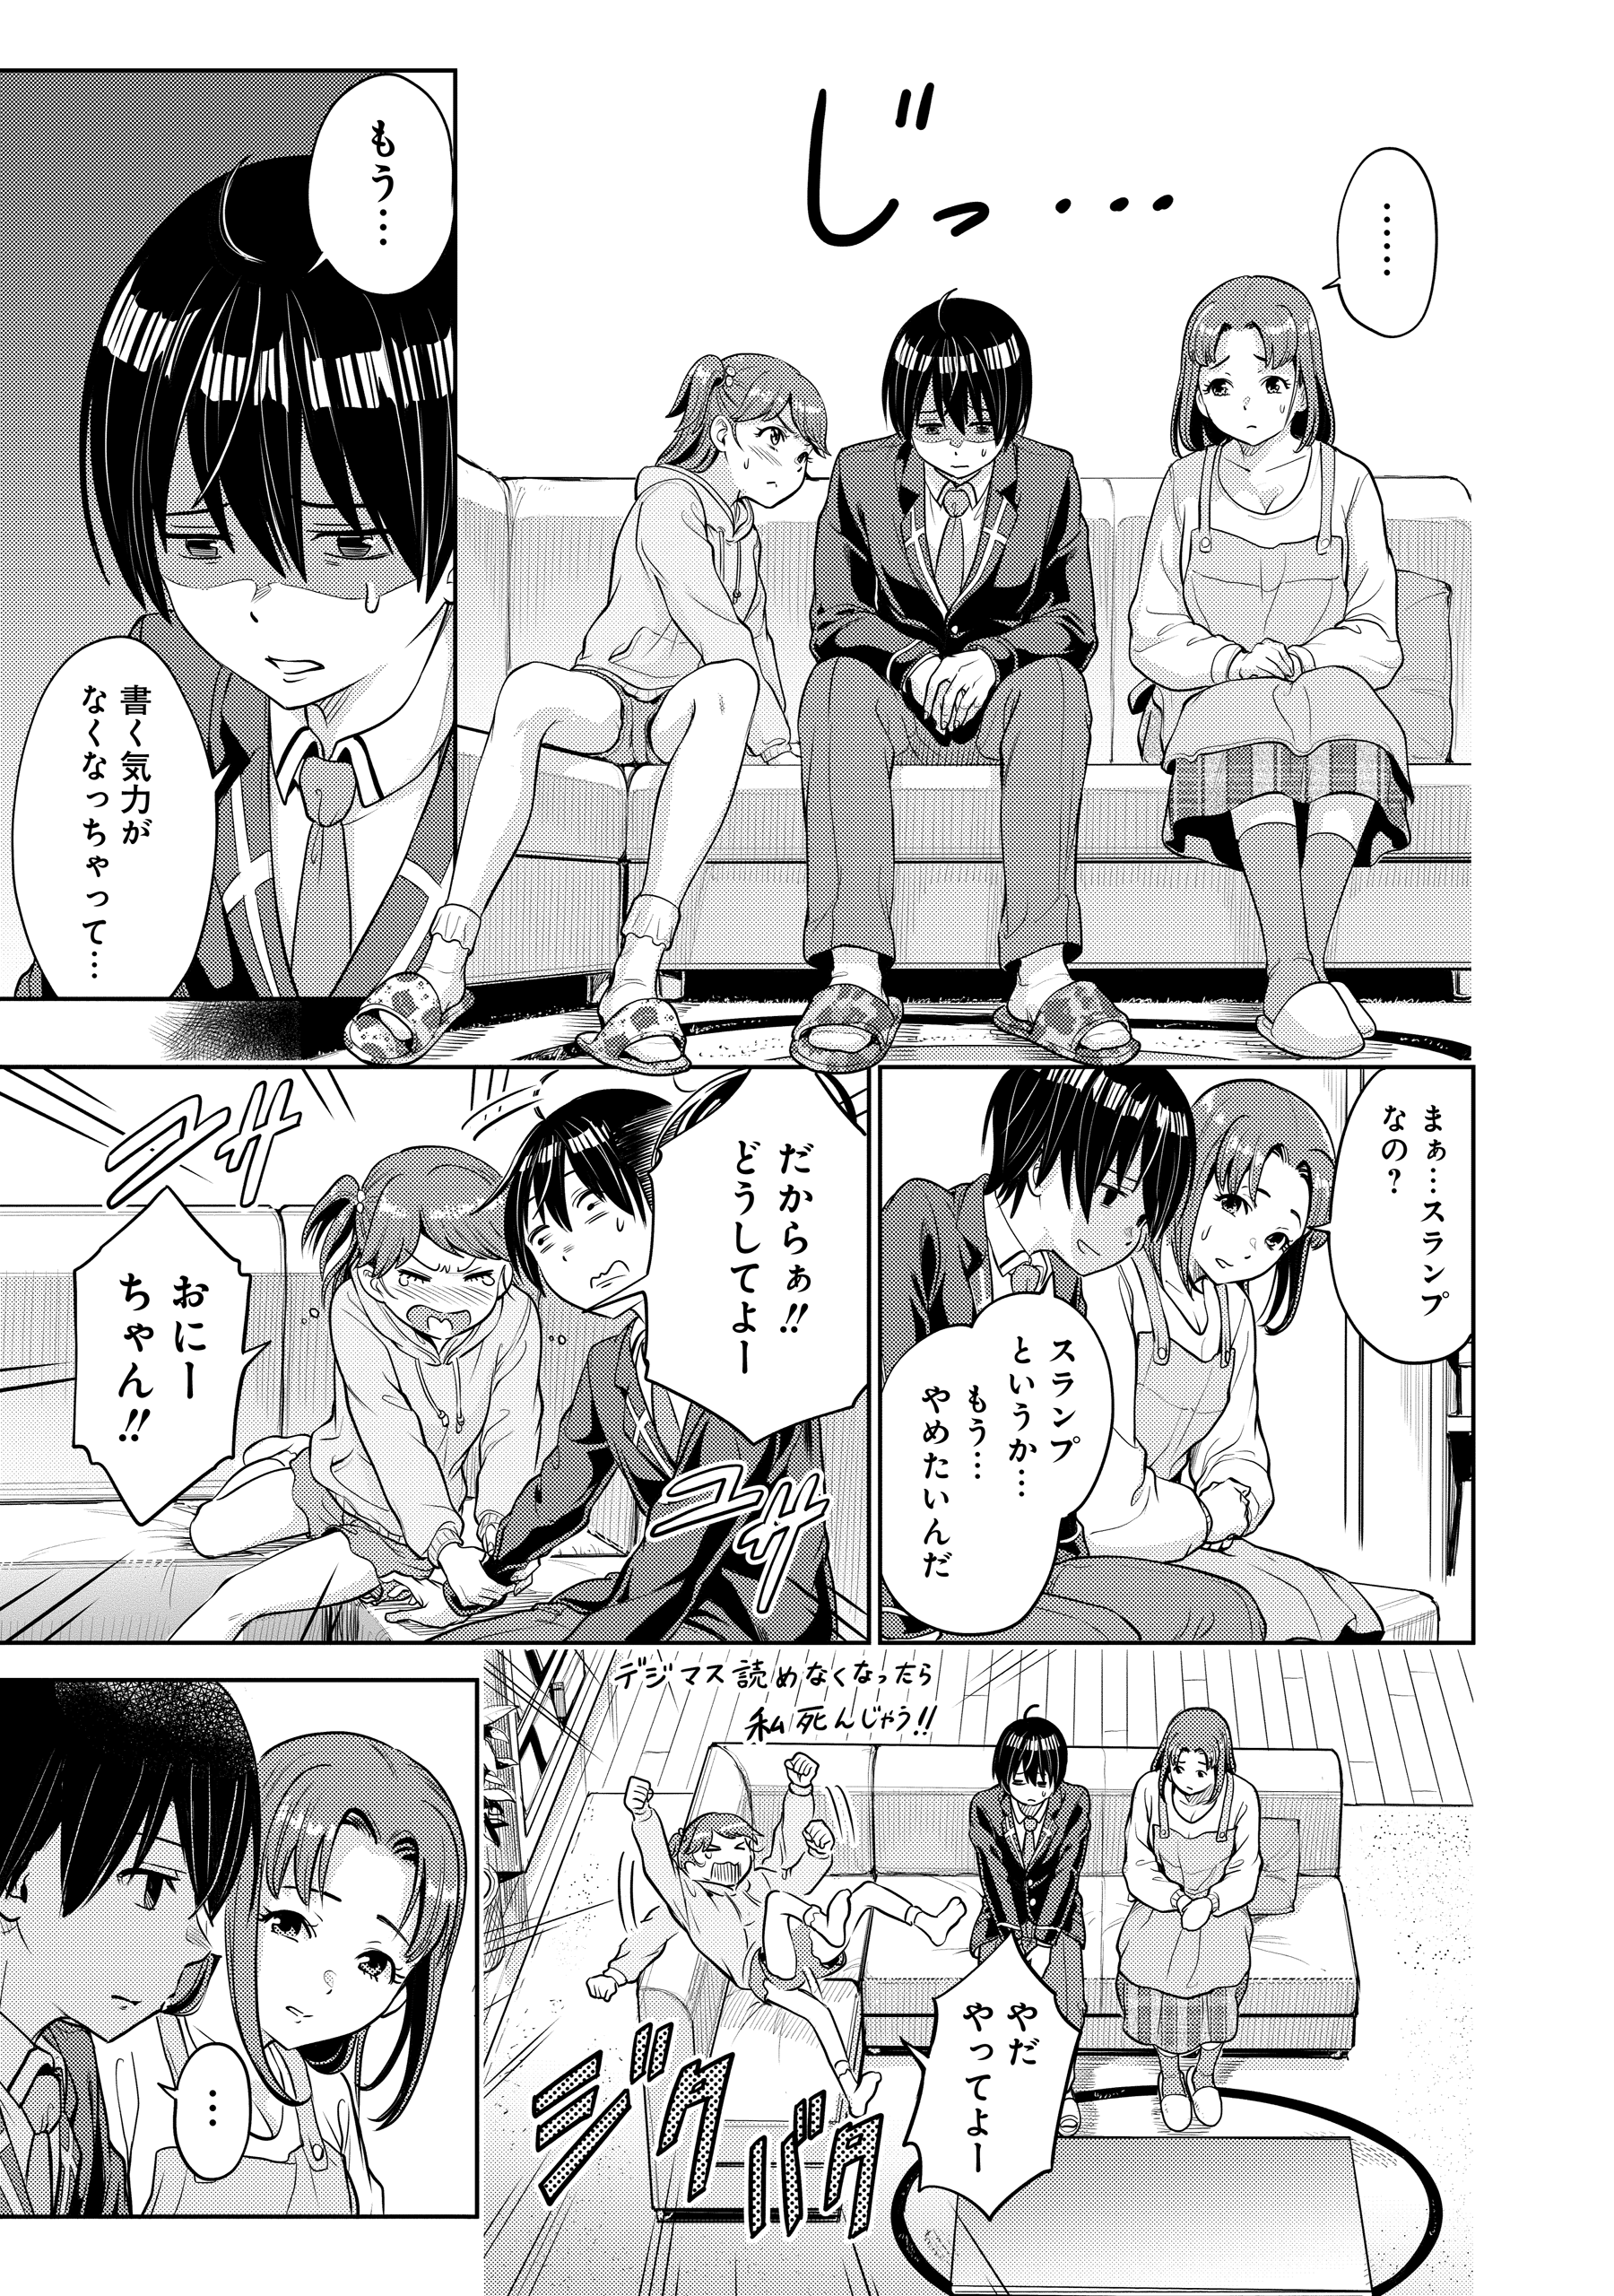 ………
じっ・・・
もう…
書く気力が
なくなっちゃって…
まぁ…スランプ
なの?
スランプ
というか…
もう…
やめたいんだ
だからぁ!!
どうしてよー
ユサ
ユサ
おにー
ちゃん!!
デジマス読めなくなったら
私死んじゃう!!
やだ
やってよー
ジタ
バタ
…